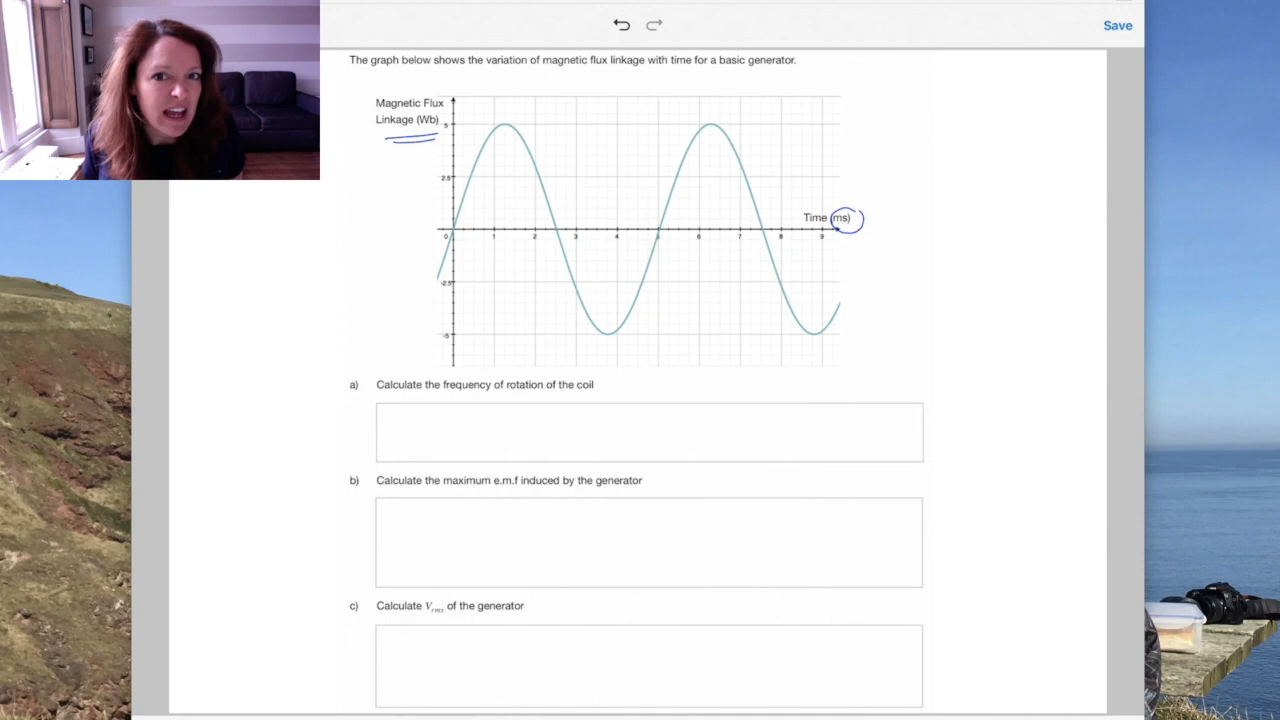 Save
The graph below shows the variation of magnetic flux linkage with time for a basic generator.
Magnetic Flux
Linkage (Wb)
5
2.5
Time (ms)
0 1 2 3 4 5 6 7 8 9
-2.5
-5
a) Calculate the frequency of rotation of the coil
b) Calculate the maximum e.m.f induced by the generator
c) Calculate Vrms of the generator